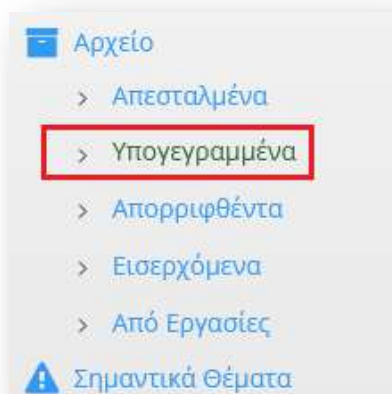 Αρχείο
> Απεσταλμένα
> Υπογεγραμμένα
> Απορριφθέντα
> Εισερχόμενα
> Από Εργασίες
Σημαντικά Θέματα